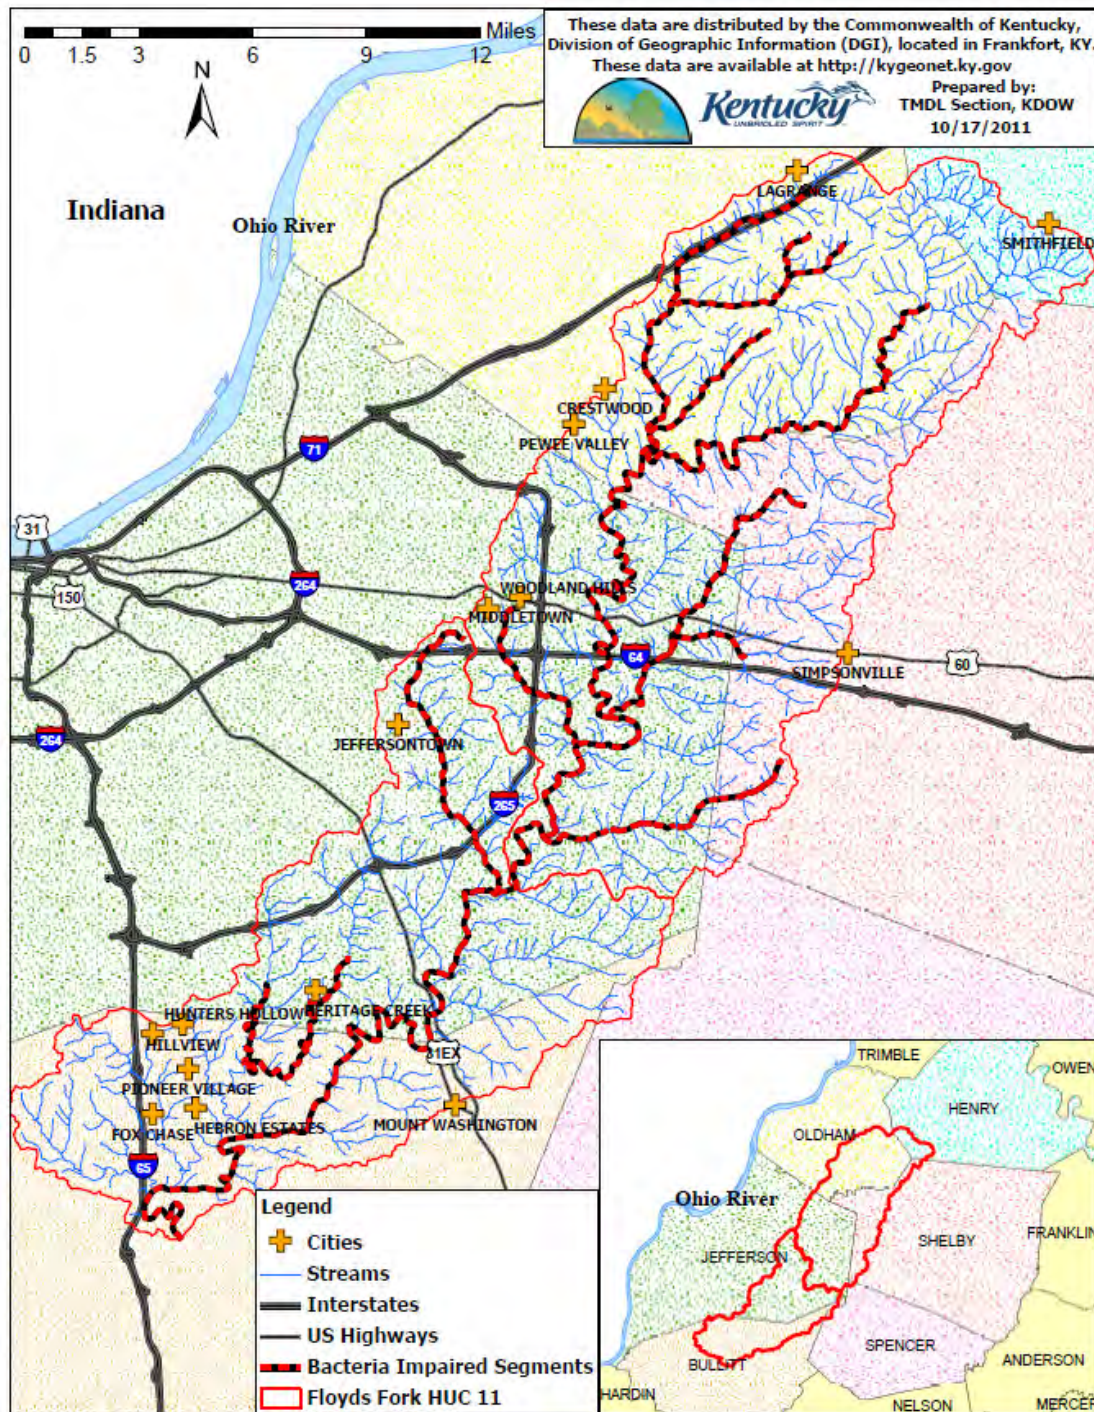 Miles
0 1.5 3 6 9 12
N
These data are distributed by the Commonwealth of Kentucky,
Division of Geographic Information (DGI), located in Frankfort, KY.
These data are available at http://kygeonet.ky.gov
Kentucky
UNBRIDLED SPIRIT
Prepared by:
TMDL Section, KDOW
10/17/2011
Indiana
Ohio River
LAGRANGE
SMITHFIELD
CRESTWOOD
PEWEE VALLEY
71
31
150
264
WOODLAND HILLS
MIDDLETOWN
64
SIMPSONVILLE
60
264
JEFFERSONTOWN
265
HUNTERS HOLLOW
HERITAGE CREEK
HILLVIEW
31EX
PIONEER VILLAGE
FOX CHASE
HEBRON ESTATES
MOUNT WASHINGTON
65
Legend
Cities
Streams
Interstates
US Highways
Bacteria Impaired Segments
Floyds Fork HUC 11
TRIMBLE
OWEN
HENRY
OLDHAM
Ohio River
JEFFERSON
SHELBY
FRANKLIN
SPENCER
BULLITT
ANDERSON
HARDIN
NELSON
MERCER